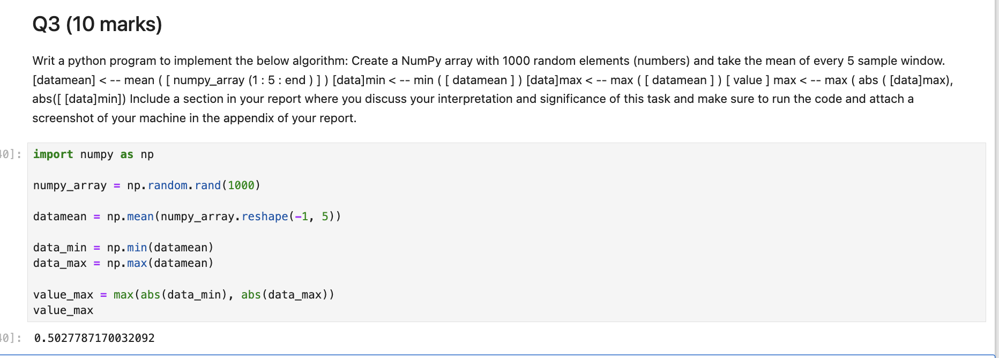 Q3 (10 marks)
Writ a python program to implement the below algorithm: Create a NumPy array with 1000 random elements (numbers) and take the mean of every 5 sample window.
[datamean] < -- mean ( [ numpy_array (1 : 5 : end ) ] ) [data]min < -- min ( [ datamean ] ) [data]max < -- max ( [ datamean ] ) [ value ] max < -- max ( abs ( [data]max),
abs([ [data]min]) Include a section in your report where you discuss your interpretation and significance of this task and make sure to run the code and attach a
screenshot of your machine in the appendix of your report.
40]:
import numpy as np
numpy_array = np.random.rand(1000)
datamean = np.mean(numpy_array.reshape(-1, 5))
data_min = np.min(datamean)
data_max = np.max(datamean)
value_max = max(abs(data_min), abs(data_max))
value_max
40]:
0.5027787170032092